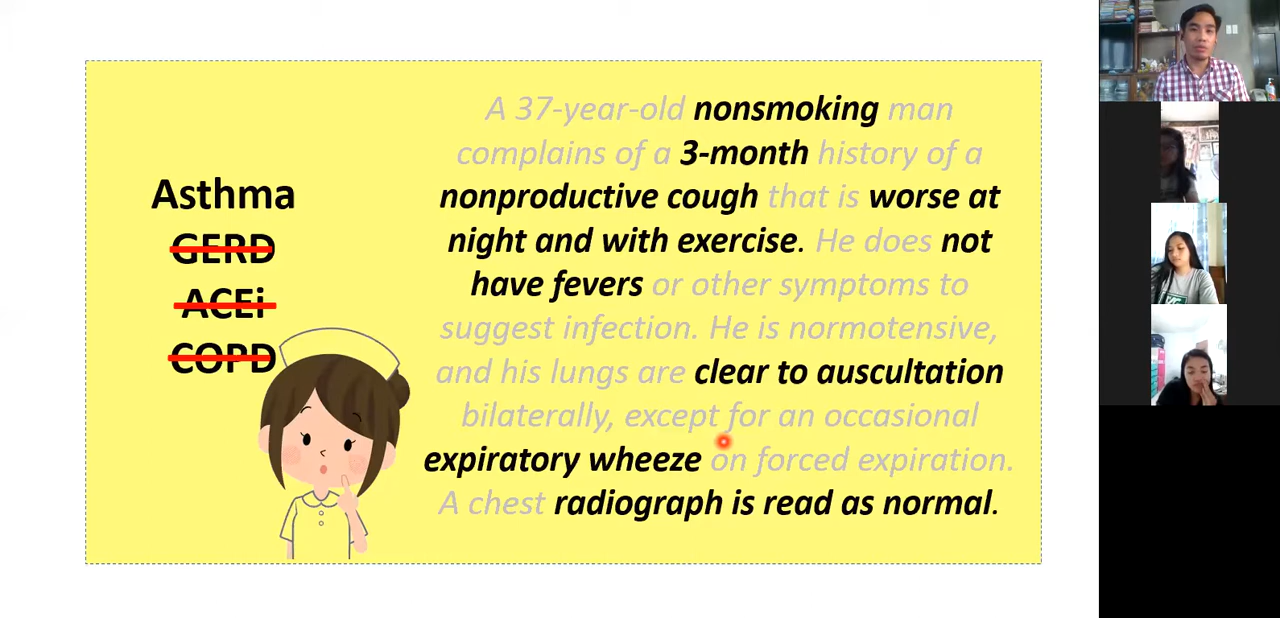 Asthma
GERD
ACEi
COPD
A 37-year-old nonsmoking man
complains of a 3-month history of a
nonproductive cough that is worse at
night and with exercise. He does not
have fevers or other symptoms to
suggest infection. He is normotensive,
and his lungs are clear to auscultation
bilaterally, except for an occasional
expiratory wheeze on forced expiration.
A chest radiograph is read as normal.